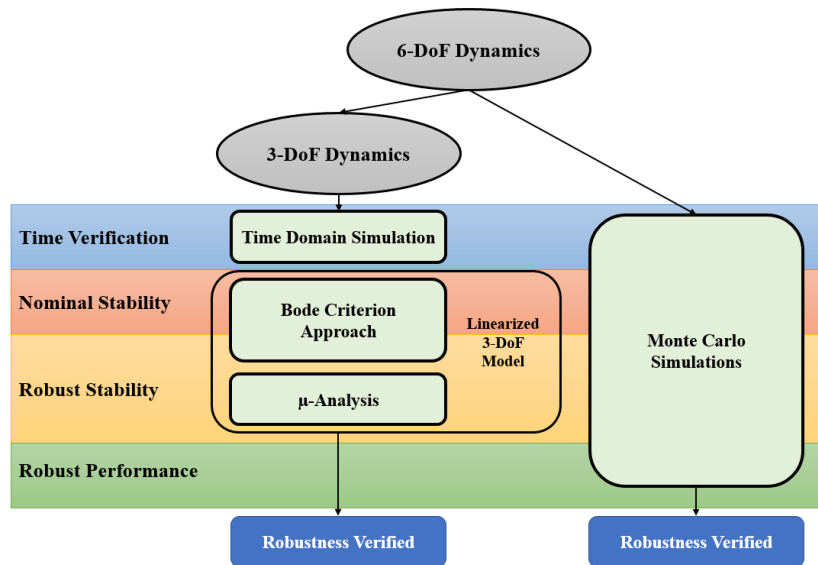 6-DoF Dynamics
3-DoF Dynamics
Time Verification
Time Domain Simulation
Nominal Stability
Bode Criterion
Approach
Linearized
3-DoF
Model
Monte Carlo
Simulations
Robust Stability
μ-Analysis
Robust Performance
Robustness Verified
Robustness Verified